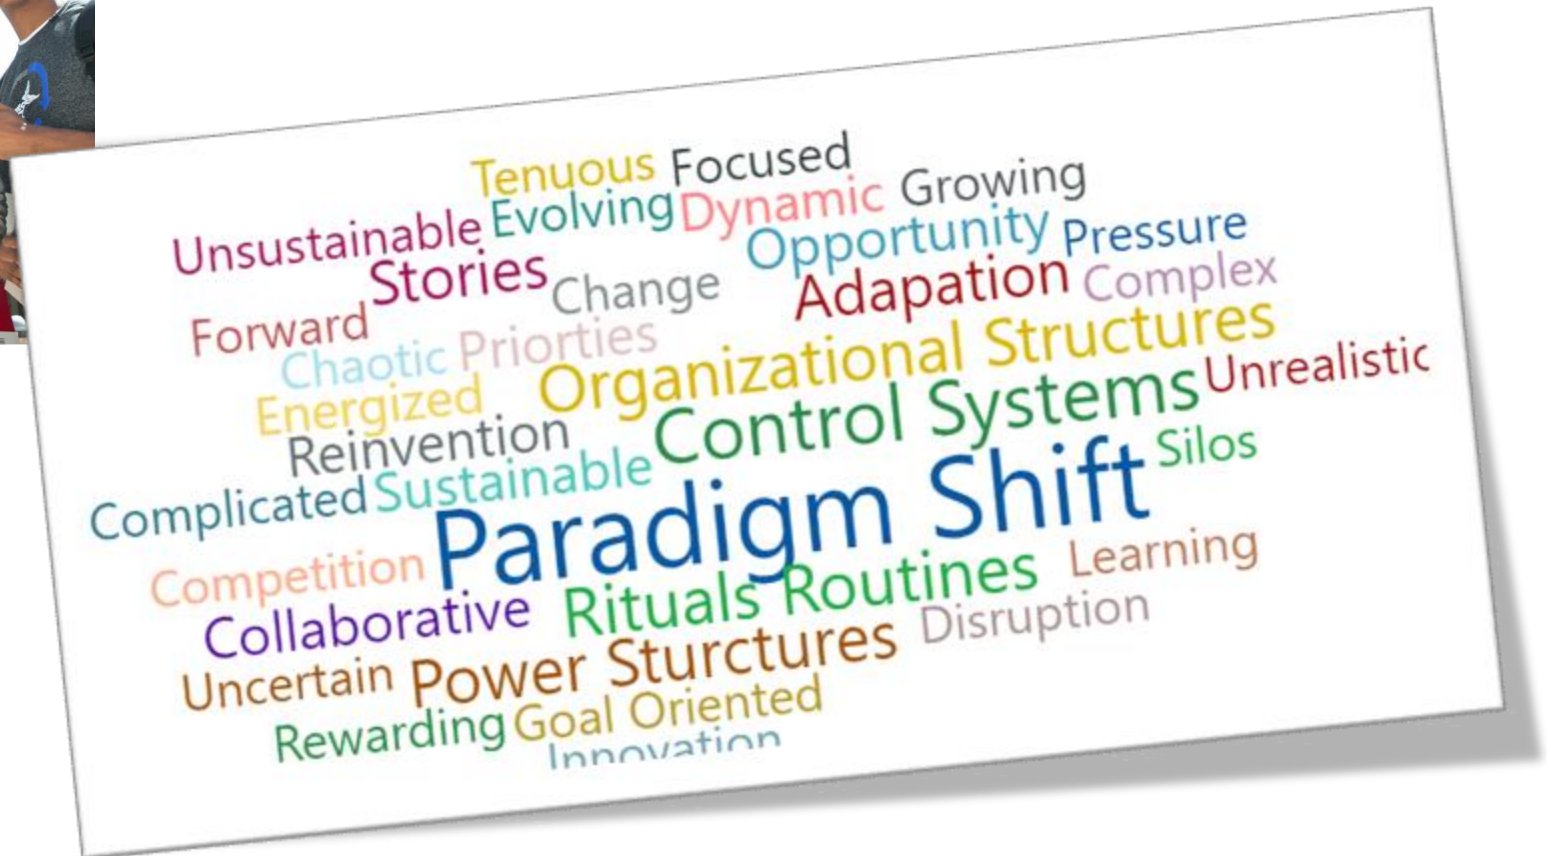 Tenuous Focused
Unsustainable Evolving Dynamic Growing
Stories Change Opportunity Pressure
Forward Adapation Complex
Chaotic Priorties
Energized Organizational Structures
Reinvention Control Systems Unrealistic
Complicated Sustainable
Paradigm Shift Silos
Competition
Collaborative Rituals Routines Learning
Uncertain Power Sturctures Disruption
Rewarding Goal Oriented
Innovation